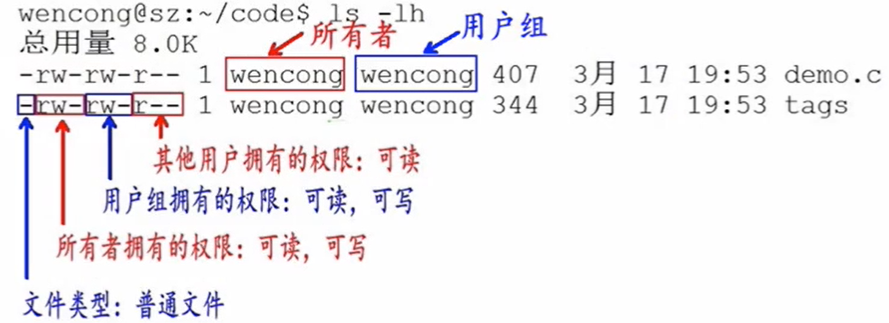 wencong@sz:~/code$ ls -lh
所有者
用户组
总用量 8.0K
-rw-rw-r-- 1 wencong wencong 407 3月 17 19:53 demo.c
-rw-rw-r-- 1 wencong wencong 344 3月 17 19:53 tags
其他用户拥有的权限：可读
用户组拥有的权限：可读，可写
所有者拥有的权限：可读，可写
文件类型：普通文件